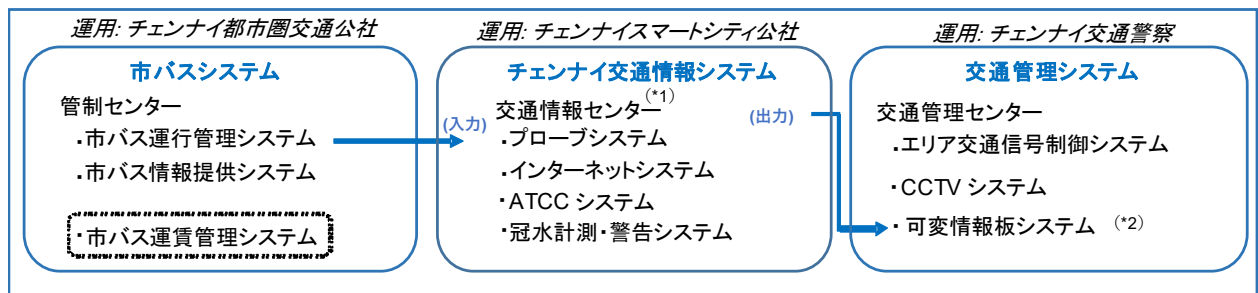 運用: チェンナイ都市圏交通公社
市バスシステム
管制センター
・市バス運行管理システム
・市バス情報提供システム
・市バス運賃管理システム
(入力)
運用: チェンナイスマートシティ公社
チェンナイ交通情報システム
交通情報センター(*1)
・プローブシステム
・インターネットシステム
・ATCC システム
・冠水計測・警告システム
(出力)
運用: チェンナイ交通警察
交通管理システム
交通管理センター
・エリア交通信号制御システム
・CCTV システム
・可変情報板システム (*2)